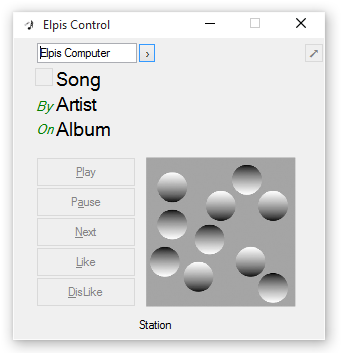 Elpis Control
Elpis Computer ›
Song
By Artist
On Album
Play
Pause
Next
Like
DisLike
Station